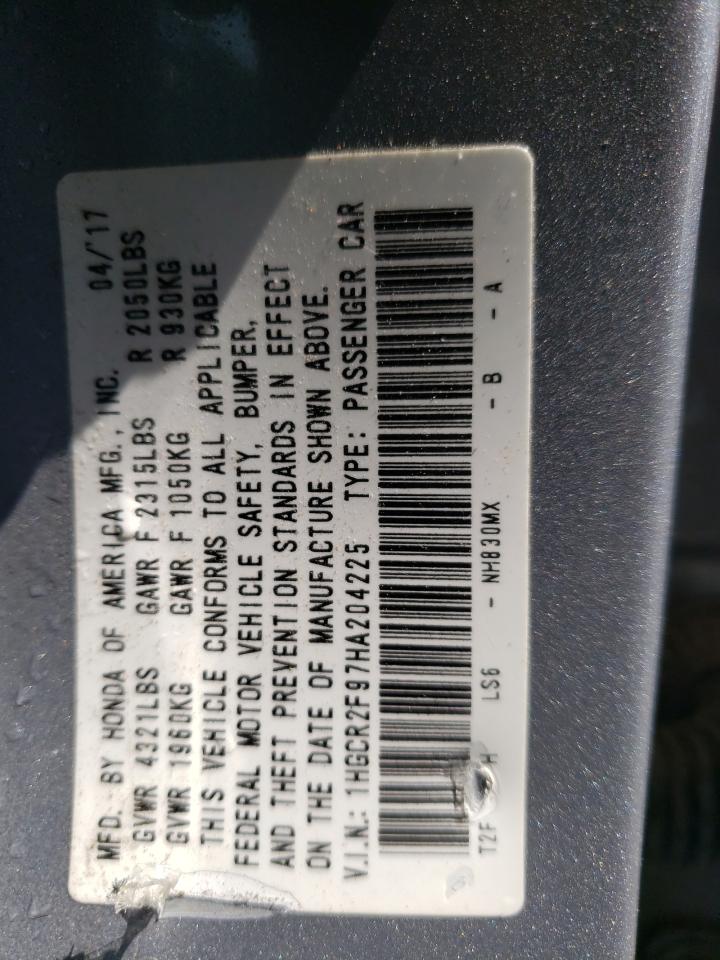 MFD. BY HONDA OF AMERICA MFG., INC. 04/'17
GVWR 4321LBS GAWR F 2315LBS R 2050LBS
GVWR 1960KG GAWR F 1050KG R 930KG
THIS VEHICLE CONFORMS TO ALL APPLICABLE
FEDERAL MOTOR VEHICLE SAFETY, BUMPER,
AND THEFT PREVENTION STANDARDS IN EFFECT
ON THE DATE OF MANUFACTURE SHOWN ABOVE.
V.I.N.: 1HGCR2F97HA204225 TYPE: PASSENGER CAR
LS6 - NH830MX - B - A